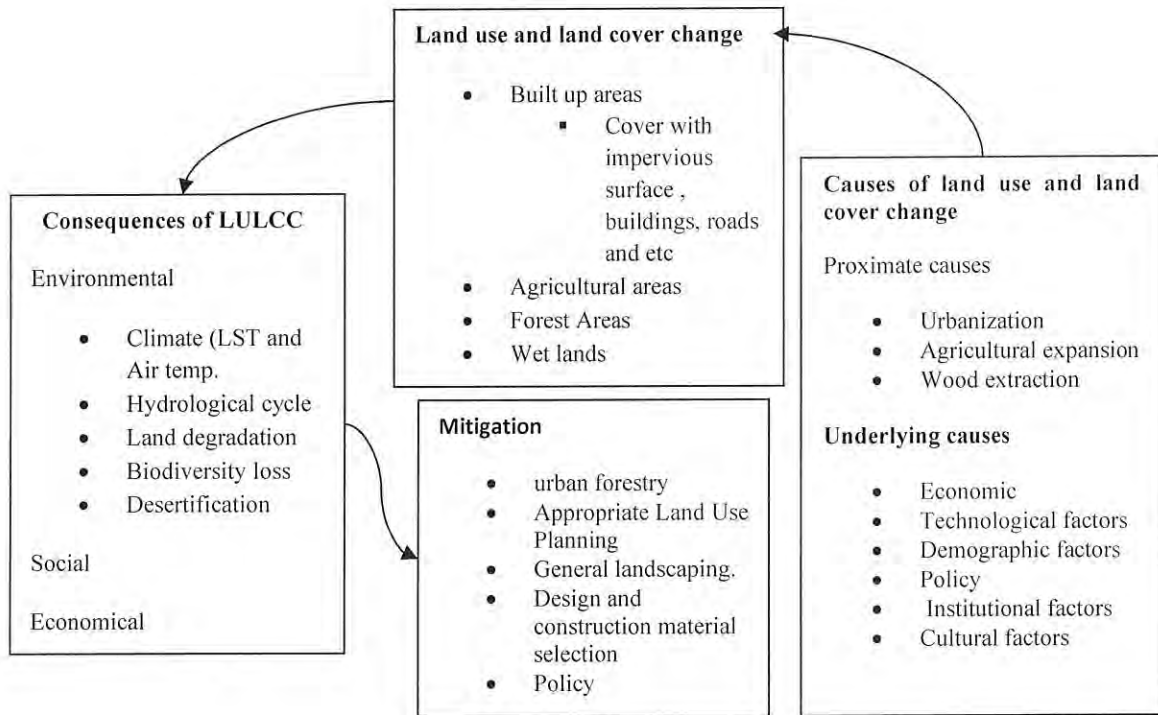 Land use and land cover change
• Built up areas
▪ Cover with
impervious
surface ,
buildings, roads
and etc
• Agricultural areas
• Forest Areas
• Wet lands
Consequences of LULCC
Environmental
• Climate (LST and
Air temp.
• Hydrological cycle
• Land degradation
• Biodiversity loss
• Desertification
Social
Economical
Mitigation
• urban forestry
• Appropriate Land Use
Planning
• General landscaping.
• Design and
construction material
selection
• Policy
Causes of land use and land
cover change
Proximate causes
• Urbanization
• Agricultural expansion
• Wood extraction
Underlying causes
• Economic
• Technological factors
• Demographic factors
• Policy
• Institutional factors
• Cultural factors